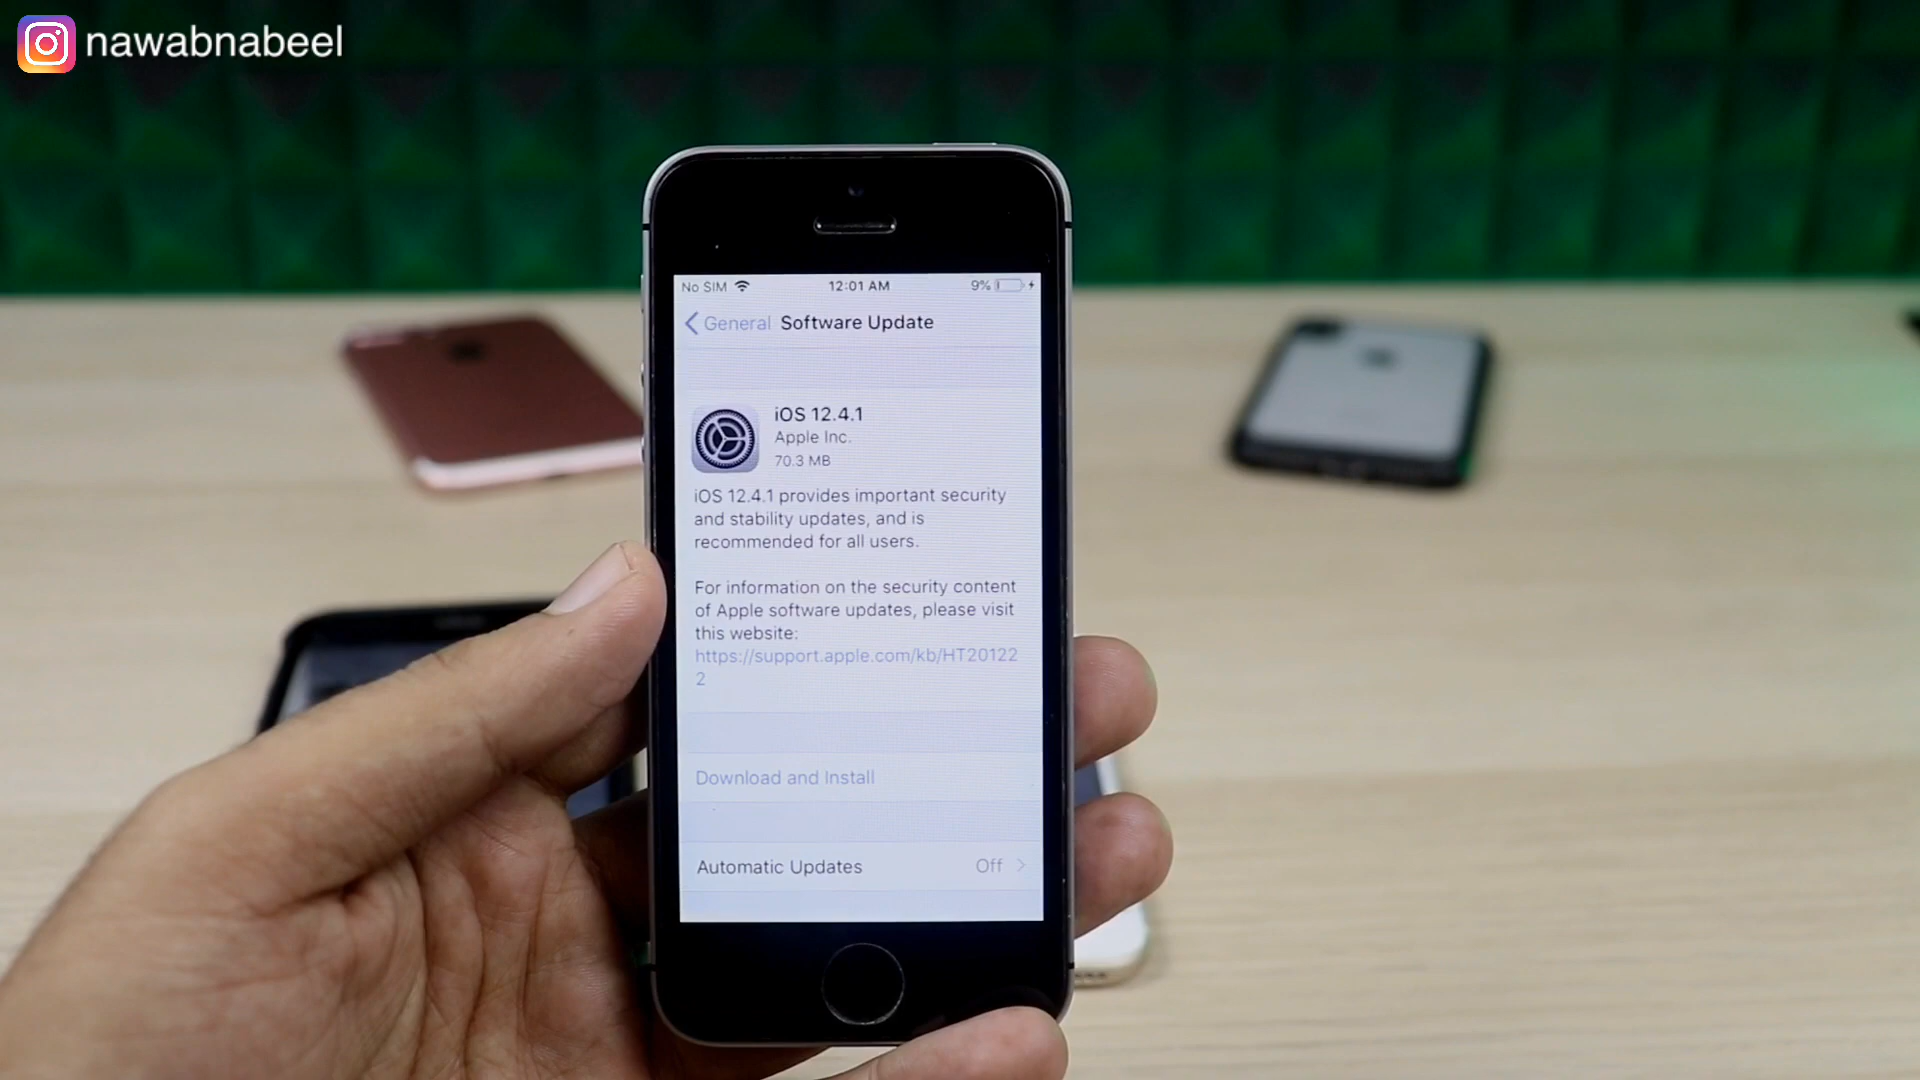 nawabnabeel
No SIM 12:01 AM 9%
General Software Update
iOS 12.4.1
Apple Inc.
70.3 MB
iOS 12.4.1 provides important security
and stability updates, and is
recommended for all users.
For information on the security content
of Apple software updates, please visit
this website:
https://support.apple.com/kb/HT20122
2
Download and Install
Automatic Updates Off